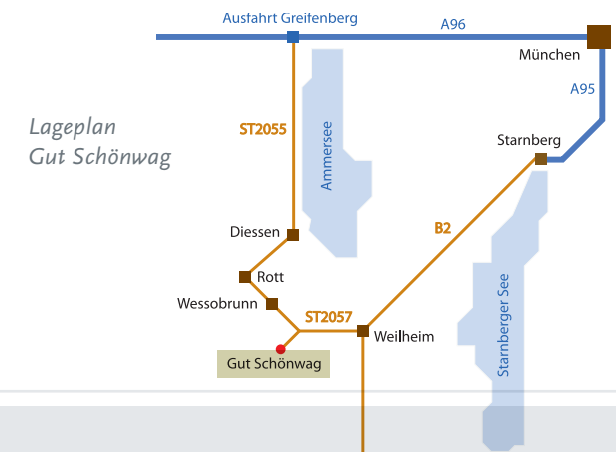 Ausfahrt Greifenberg
A96
München
A95
Lageplan
Gut Schönwag
ST2055
Ammersee
Starnberg
Diessen
B2
Rott
Wessobrunn
ST2057
Weilheim
Starnberger See
Gut Schönwag